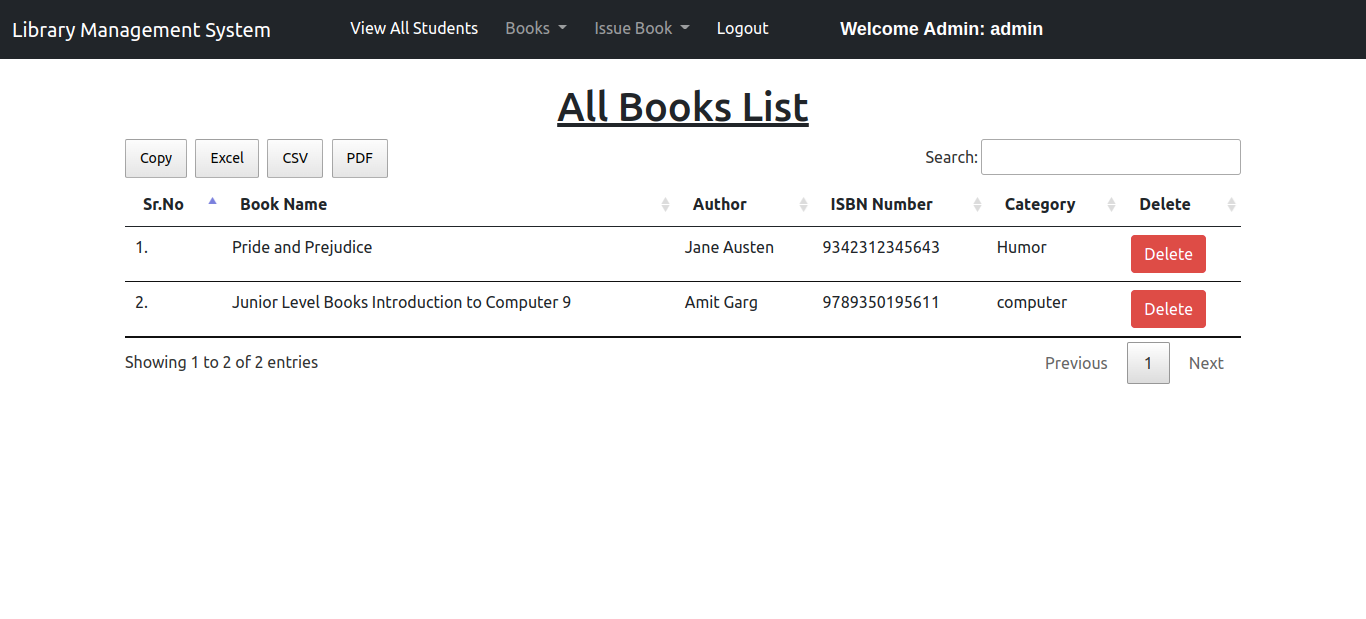 Library Management System View All Students Books Issue Book Logout Welcome Admin: admin
All Books List
Copy Excel CSV PDF Search:
Sr.No Book Name Author ISBN Number Category Delete
1. Pride and Prejudice Jane Austen 9342312345643 Humor Delete
2. Junior Level Books Introduction to Computer 9 Amit Garg 9789350195611 computer Delete
Showing 1 to 2 of 2 entries Previous 1 Next